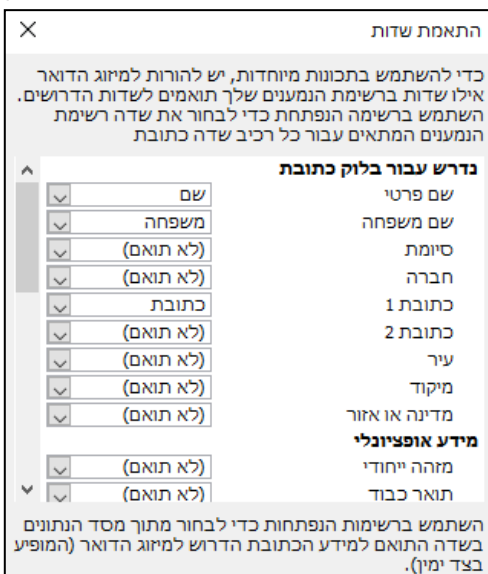 התאמת שדות
כדי להשתמש בתכונות מיוחדות, יש להורות למיזוג הדואר
אילו שדות ברשימת הנמענים שלך תואמים לשדות הדרושים.
השתמש ברשימה הנפתחת כדי לבחור את שדה רשימת
הנמענים המתאים עבור כל רכיב שדה כתובת
נדרש עבור בלוק כתובת
שם פרטי שם
שם משפחה משפחה
סיומת (לא תואם)
חברה (לא תואם)
כתובת 1 כתובת
כתובת 2 (לא תואם)
עיר (לא תואם)
מיקוד (לא תואם)
מדינה או אזור (לא תואם)
מידע אופציונלי
מזהה ייחודי (לא תואם)
תואר כבוד (לא תואם)
השתמש ברשימות הנפתחות כדי לבחור מתוך מסד הנתונים
בשדה התואם למידע הכתובת הדרוש למיזוג הדואר (המופיע
בצד ימין).